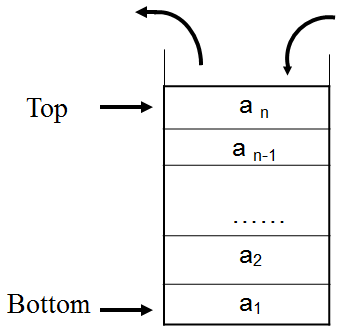 Top
a n
a n-1
......
a2
Bottom
a1